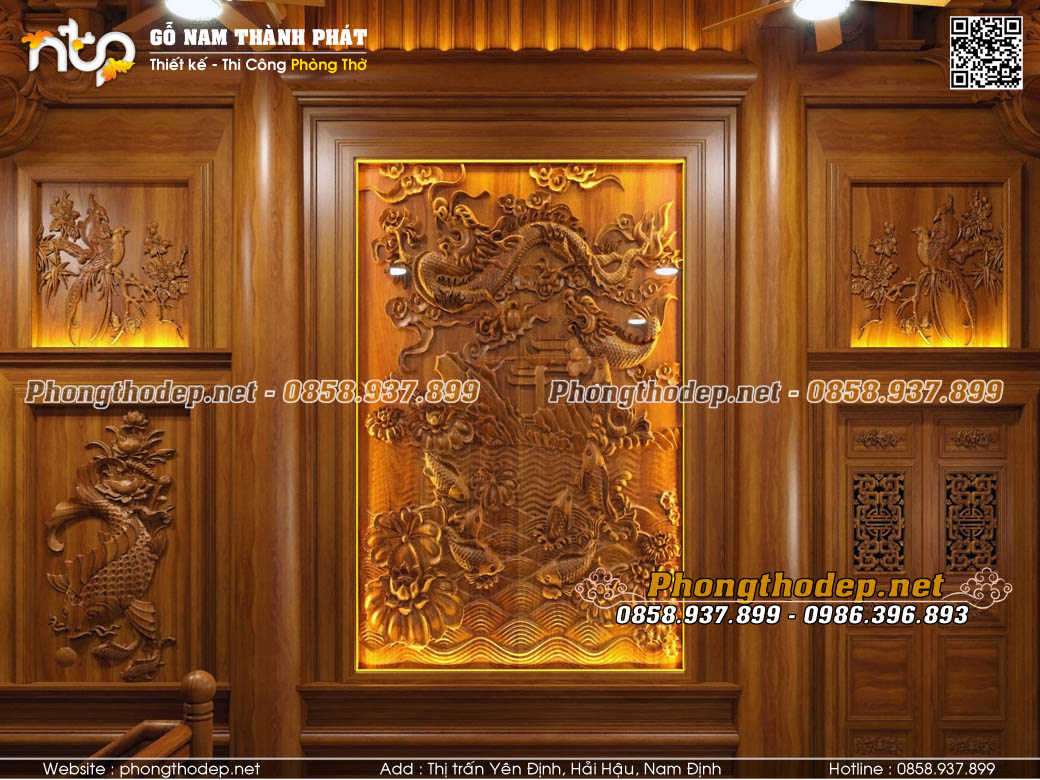 ntp
GỖ NAM THÀNH PHÁT
Thiết kế - Thi Công Phòng Thờ
Phongthodep.net - 0858.937.899
Phongthodep.net - 0858.937.899
Phongthodep.net
0858.937.899 - 0986.396.893
Website : phongthodep.net
Add : Thị trấn Yên Định, Hải Hậu, Nam Định
Hotline : 0858.937.899